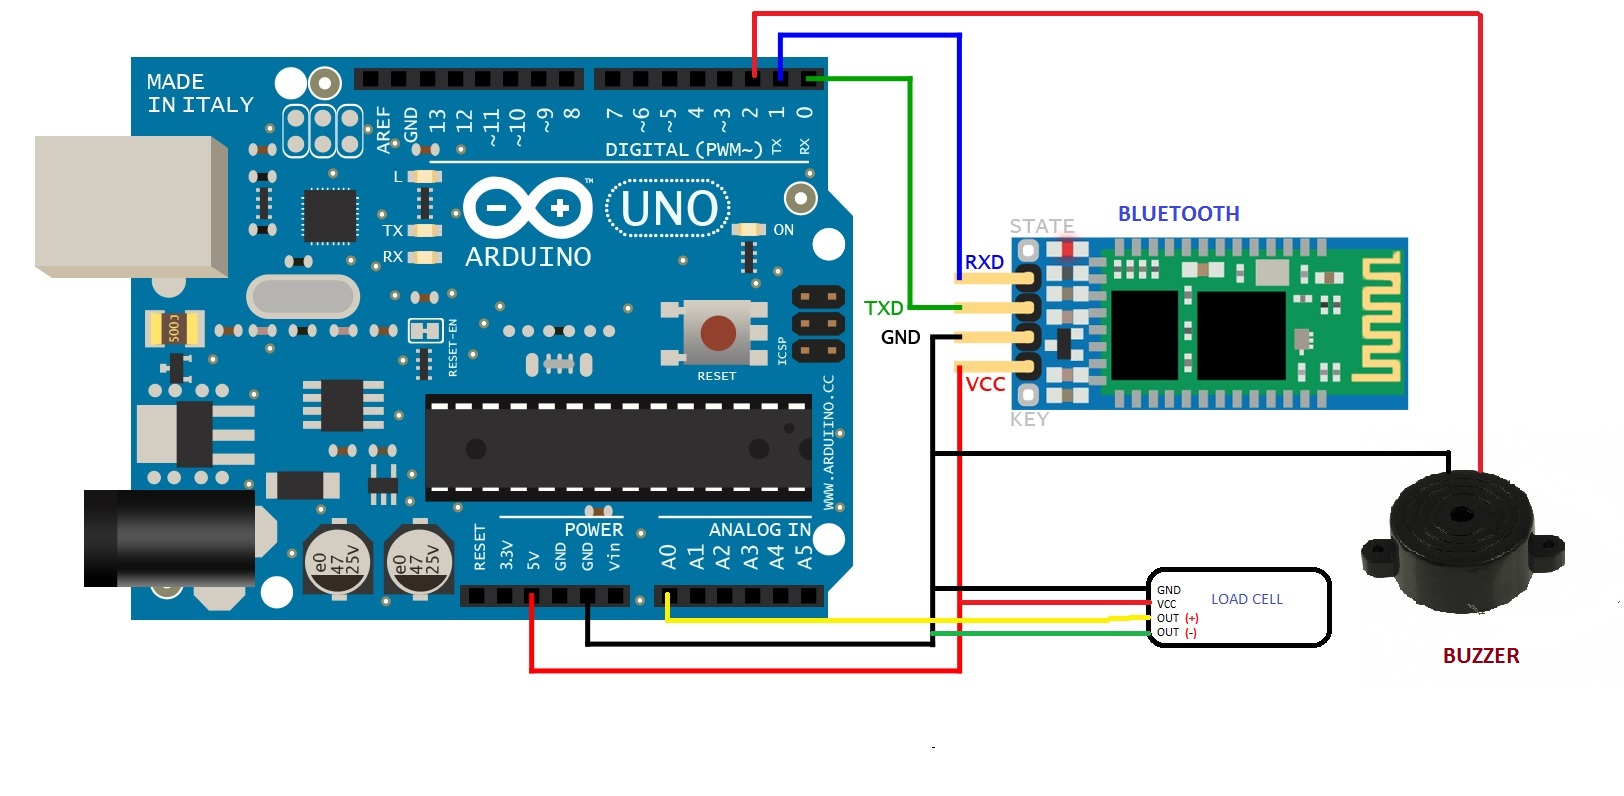 MADE
IN ITALY
AREF
GND
13
12
~11
~10
~9
8
7
~6
~5
4
~3
2
1
0
TX
RX
DIGITAL (PWM~)
L
TX
RX
™
UNO
ARDUINO
ON
500J
RESET-EN
RESET
ICSP
WWW.ARDUINO.CC
e0
47
25V
e0
47
25V
POWER
ANALOG IN
RESET
3.3V
5V
GND
GND
Vin
A0
A1
A2
A3
A4
A5
BLUETOOTH
STATE
RXD
TXD
GND
VCC
KEY
GND
VCC
OUT (+)
OUT (-)
LOAD CELL
BUZZER